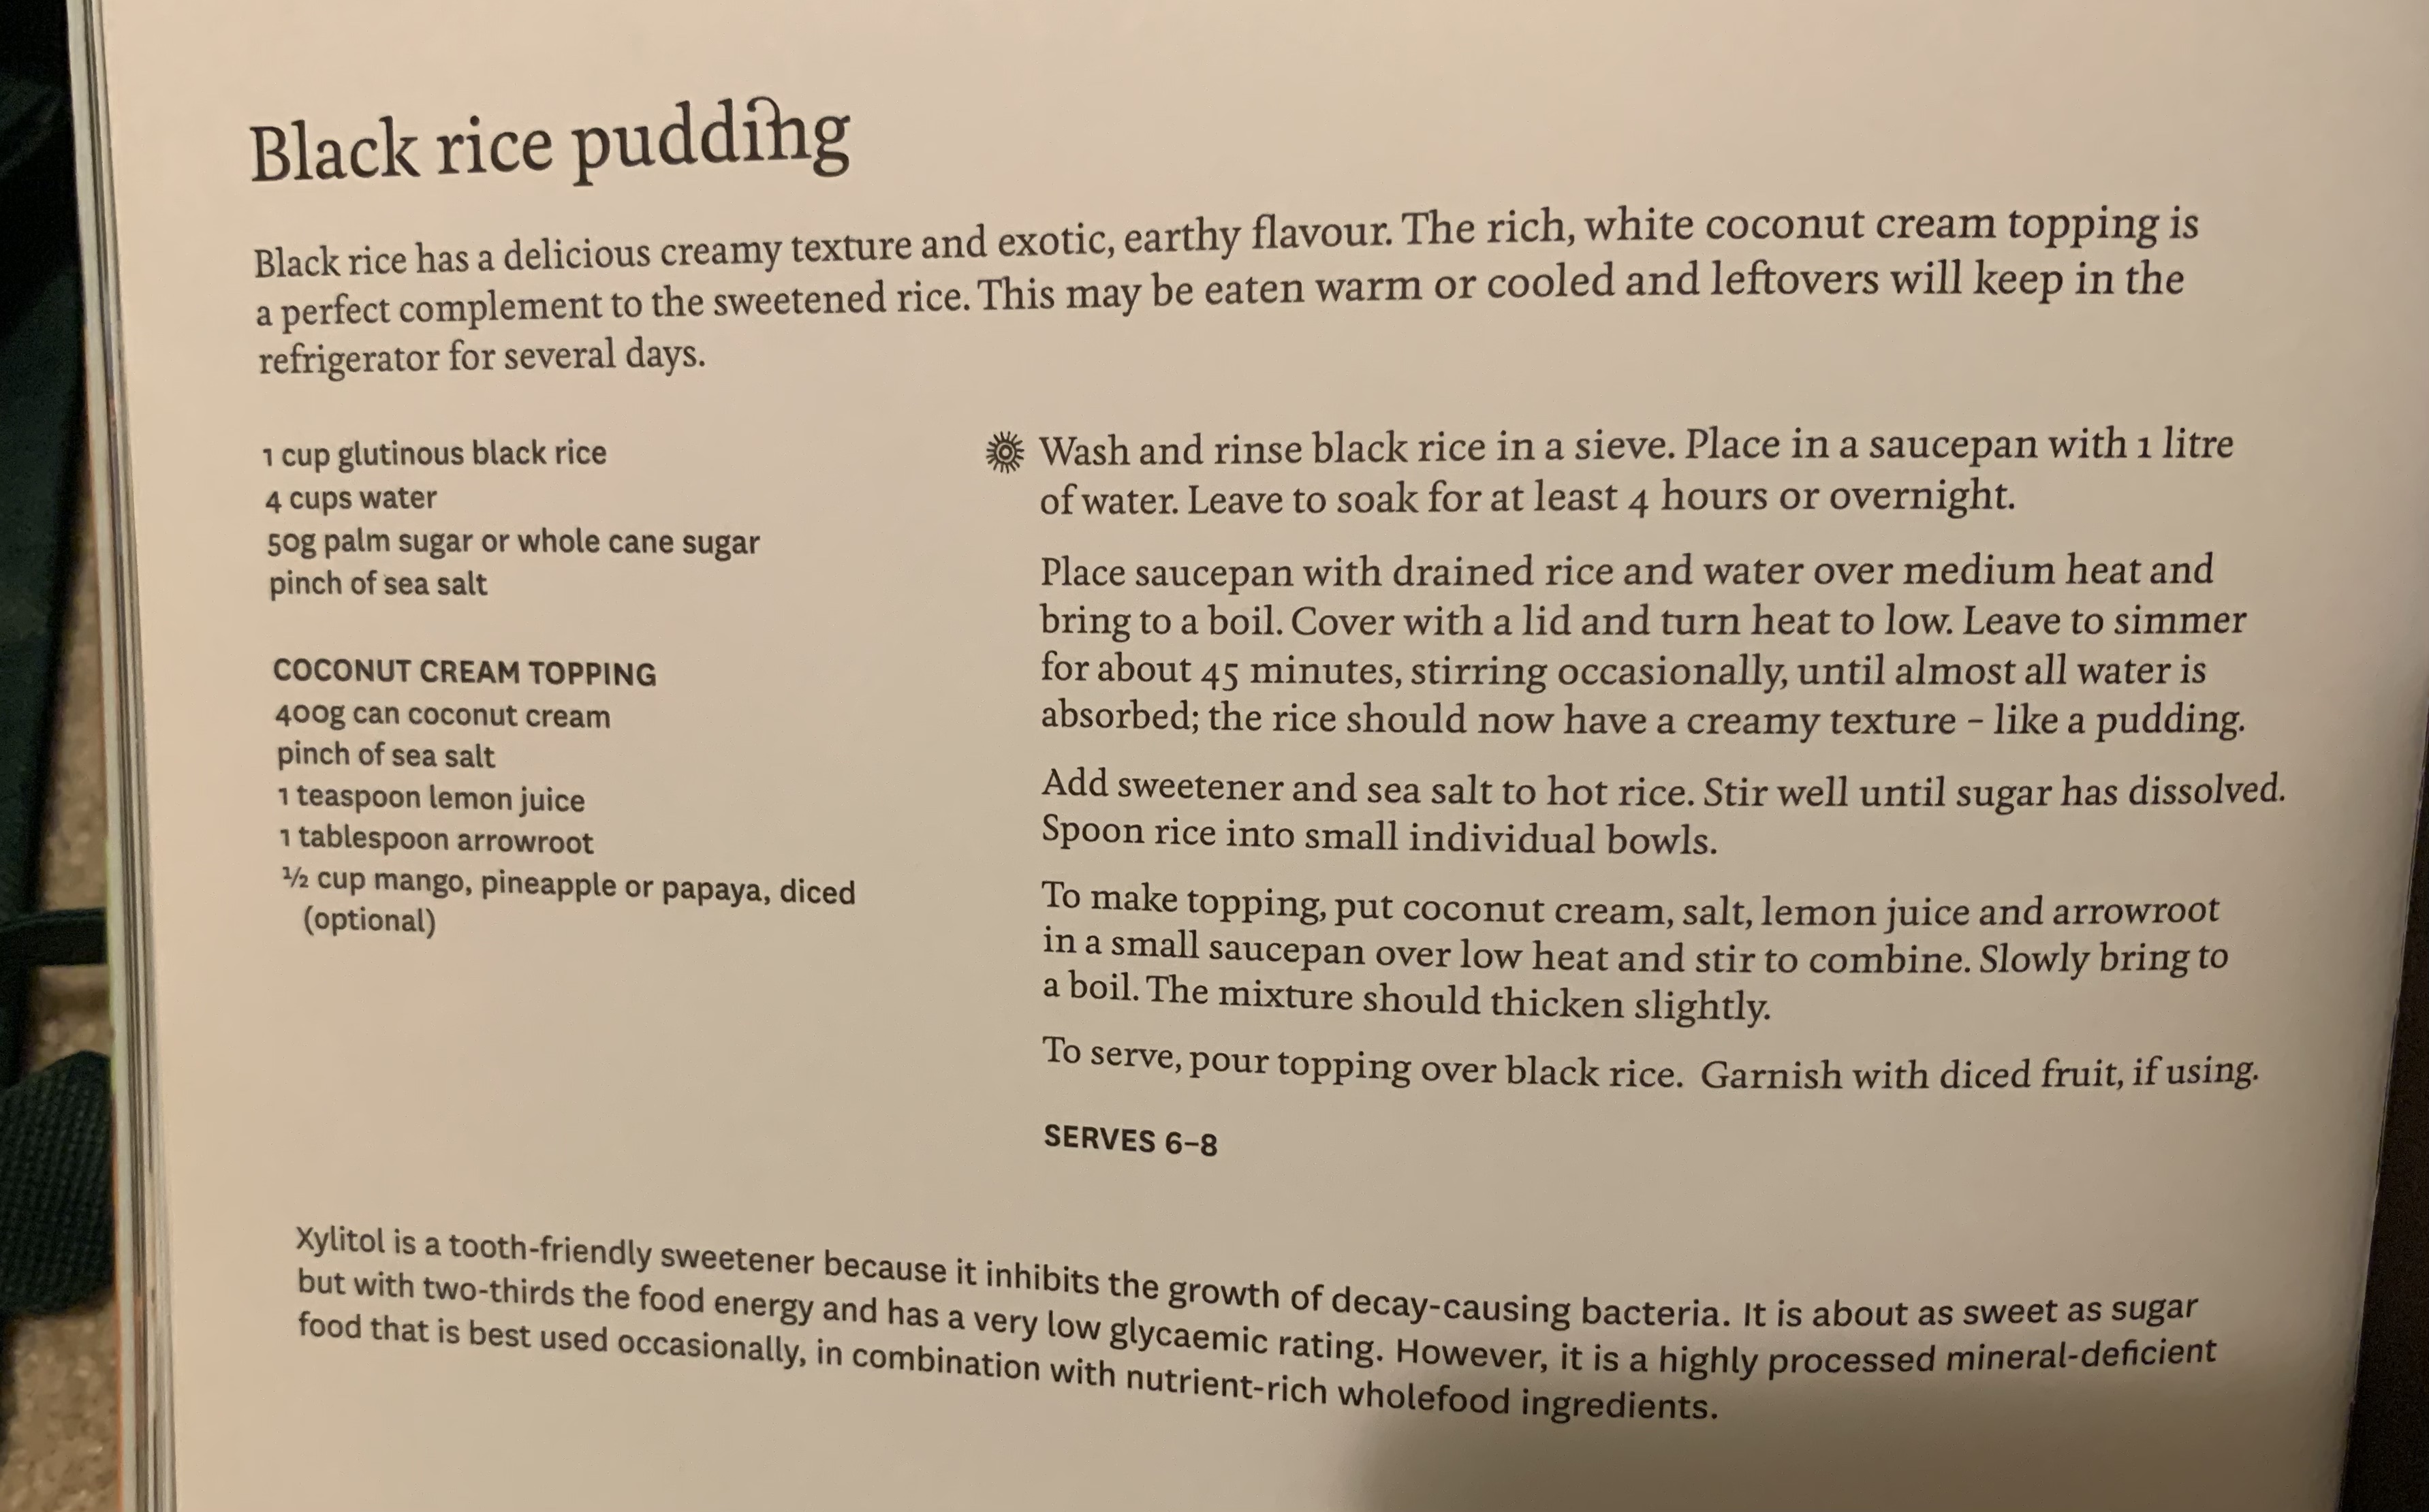 Black rice pudding
Black rice has a delicious creamy texture and exotic, earthy flavour. The rich, white coconut cream topping is
a perfect complement to the sweetened rice. This may be eaten warm or cooled and leftovers will keep in the
refrigerator for several days.
1 cup glutinous black rice
4 cups water
50g palm sugar or whole cane sugar
pinch of sea salt
COCONUT CREAM TOPPING
400g can coconut cream
pinch of sea salt
1 teaspoon lemon juice
1 tablespoon arrowroot
½ cup mango, pineapple or papaya, diced
(optional)
Wash and rinse black rice in a sieve. Place in a saucepan with 1 litre
of water. Leave to soak for at least 4 hours or overnight.
Place saucepan with drained rice and water over medium heat and
bring to a boil. Cover with a lid and turn heat to low. Leave to simmer
for about 45 minutes, stirring occasionally, until almost all water is
absorbed; the rice should now have a creamy texture – like a pudding.
Add sweetener and sea salt to hot rice. Stir well until sugar has dissolved.
Spoon rice into small individual bowls.
To make topping, put coconut cream, salt, lemon juice and arrowroot
in a small saucepan over low heat and stir to combine. Slowly bring to
a boil. The mixture should thicken slightly.
To serve, pour topping over black rice. Garnish with diced fruit, if using.
SERVES 6–8
Xylitol is a tooth-friendly sweetener because it inhibits the growth of decay-causing bacteria. It is about as sweet as sugar
but with two-thirds the food energy and has a very low glycaemic rating. However, it is a highly processed mineral-deficient
food that is best used occasionally, in combination with nutrient-rich wholefood ingredients.